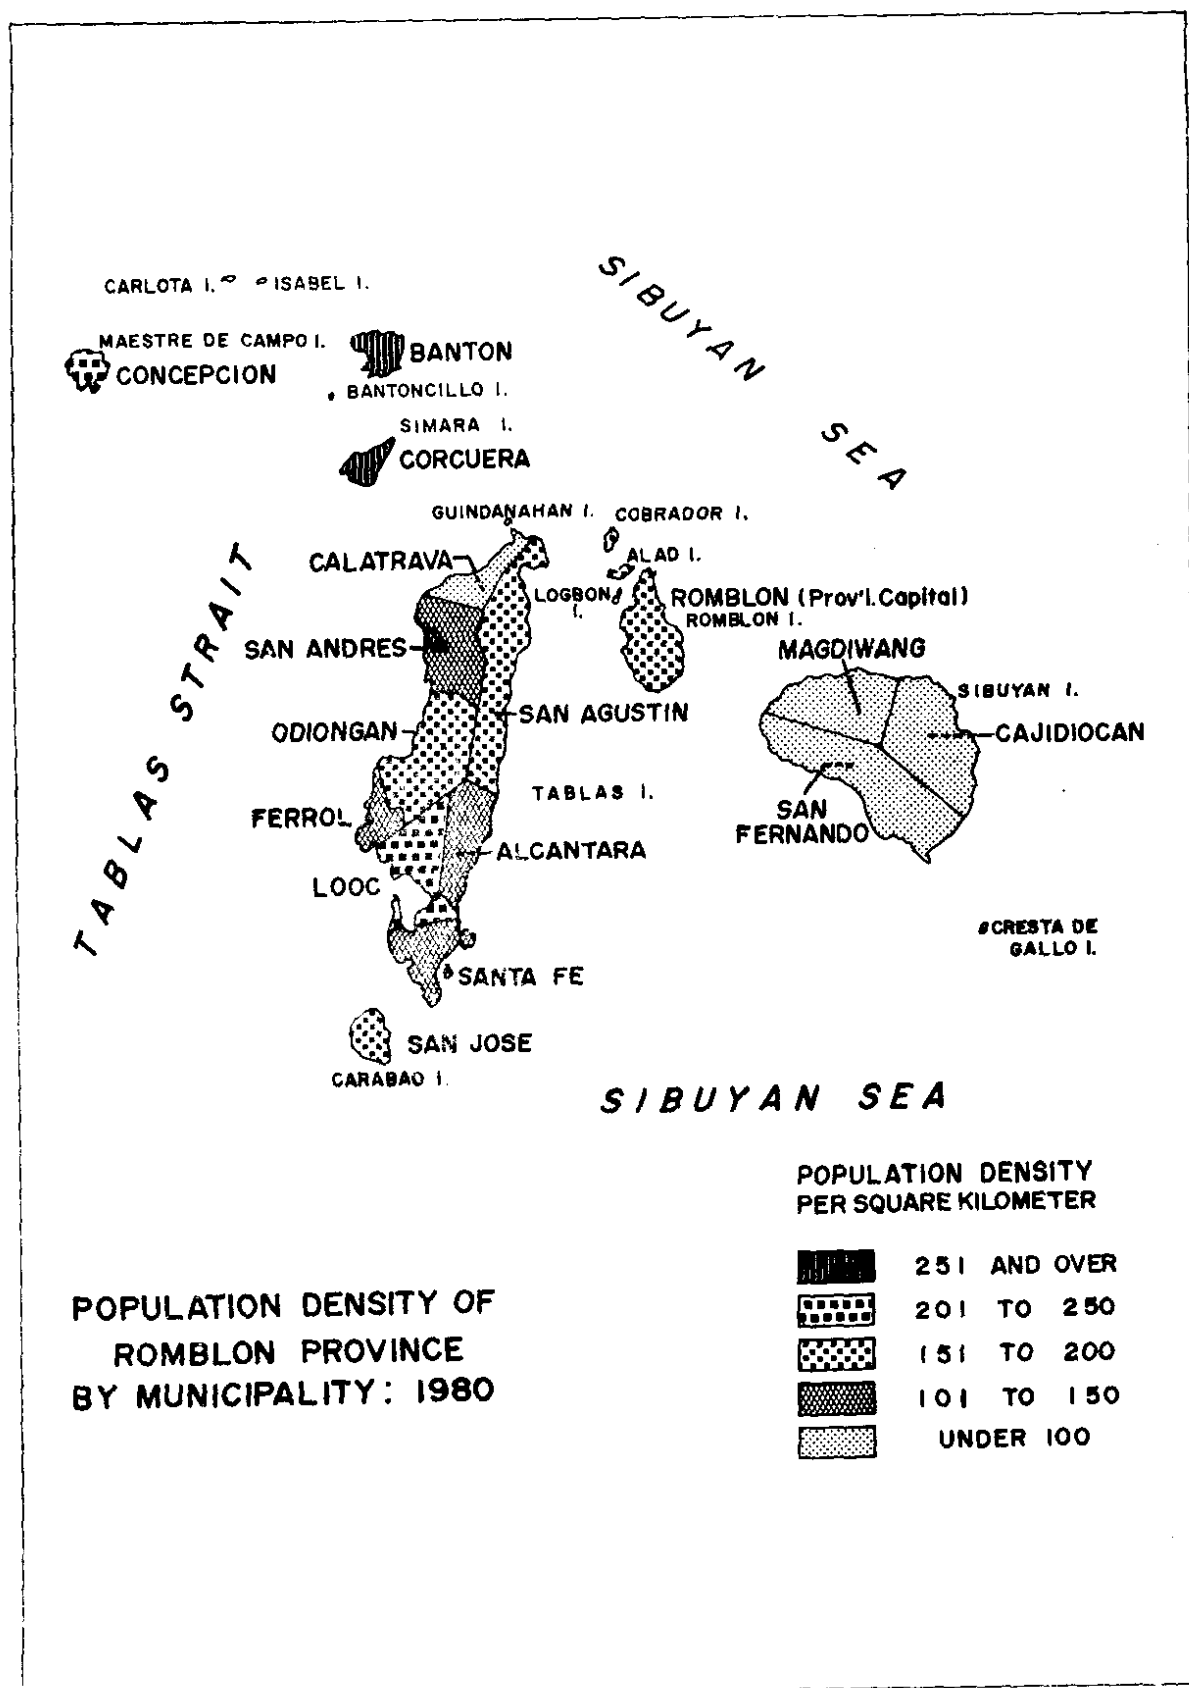 SIBUYAN SEA
CARLOTA I.
ISABEL I.
MAESTRE DE CAMPO I.
CONCEPCION
BANTON
BANTONCILLO I.
SIMARA I.
CORCUERA
TABLAS STRAIT
GUINDANAHAN I.
COBRADOR I.
CALATRAVA
ALAD I.
LOGBON
I.
ROMBLON (Prov'l. Capital)
ROMBLON I.
SAN ANDRES
MAGDIWANG
SIBUYAN I.
SAN AGUSTIN
ODIONGAN
CAJIDIOCAN
TABLAS I.
SAN
FERNANDO
FERROL
ALCANTARA
LOOC
CRESTA DE
GALLO I.
SANTA FE
SAN JOSE
CARABAO I.
SIBUYAN SEA
POPULATION DENSITY
PER SQUARE KILOMETER
251 AND OVER
201 TO 250
151 TO 200
101 TO 150
UNDER 100
POPULATION DENSITY OF
ROMBLON PROVINCE
BY MUNICIPALITY: 1980